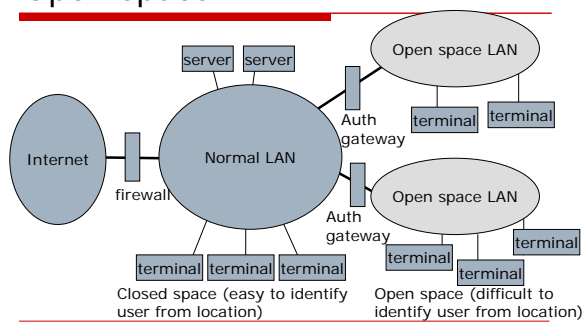 server server
Open space LAN
Auth
gateway
terminal terminal
Internet
firewall
Normal LAN
Open space LAN
Auth
gateway
terminal terminal terminal
terminal terminal terminal
Closed space (easy to identify
user from location)
Open space (difficult to
identify user from location)